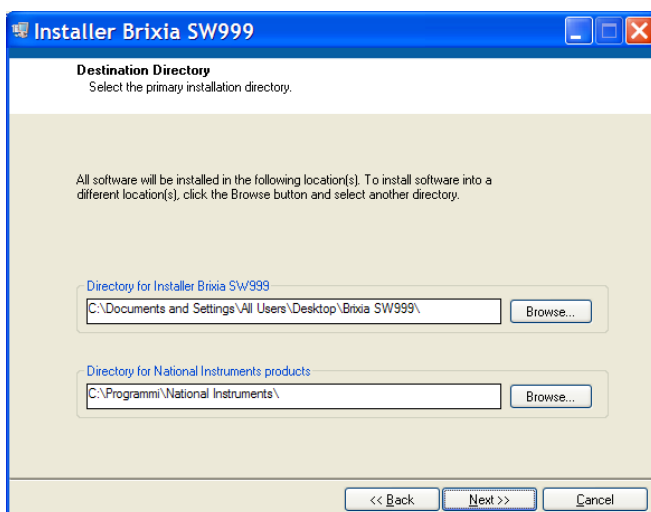 Installer Brixia SW999
Destination Directory
Select the primary installation directory.
All software will be installed in the following location(s). To install software into a
different location(s), click the Browse button and select another directory.
Directory for Installer Brixia SW999
C:\Documents and Settings\All Users\Desktop\Brixia SW999\
Browse...
Directory for National Instruments products
C:\Programmi\National Instruments\
Browse...
<< Back
Next >>
Cancel